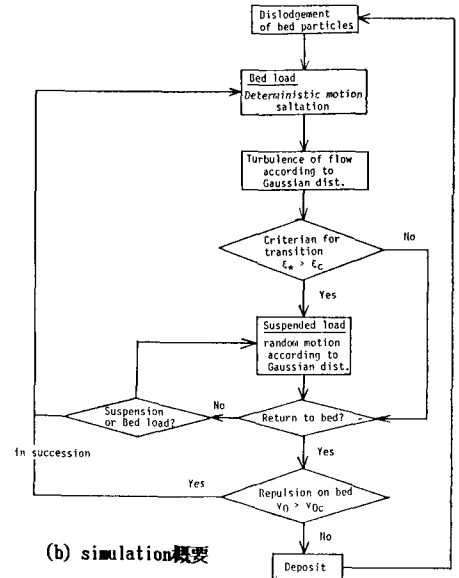 Dislodgement
of bed particles
Bed load
Deterministic motion
saltation
Turbulence of flow
according to
Gaussian dist.
Criterian for
transition
ξ* > ξc
No
Yes
Suspended load
random motion
according to
Gaussian dist.
Suspension
or Bed load?
No
Return to bed?
in succession
Yes
Yes
Repulsion on bed
v0 > v0c
No
(b) simulation概要
Deposit